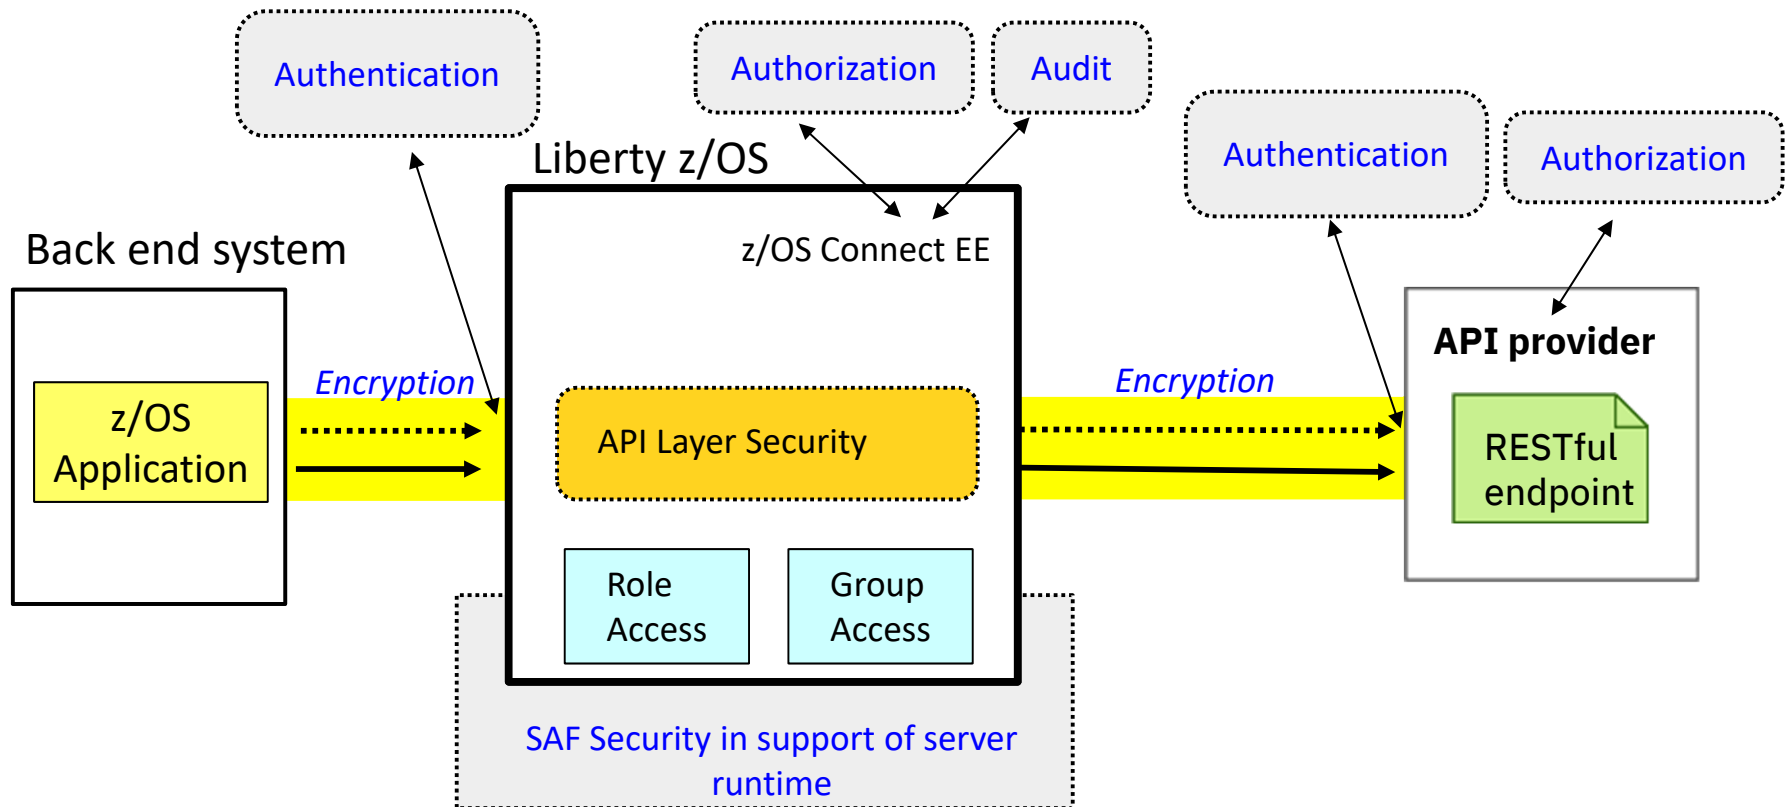 Authentication
Authorization
Audit
Liberty z/OS
Authentication
Authorization
Back end system
z/OS Connect EE
API provider
Encryption
Encryption
z/OS
Application
API Layer Security
RESTful
endpoint
Role
Access
Group
Access
SAF Security in support of server
runtime